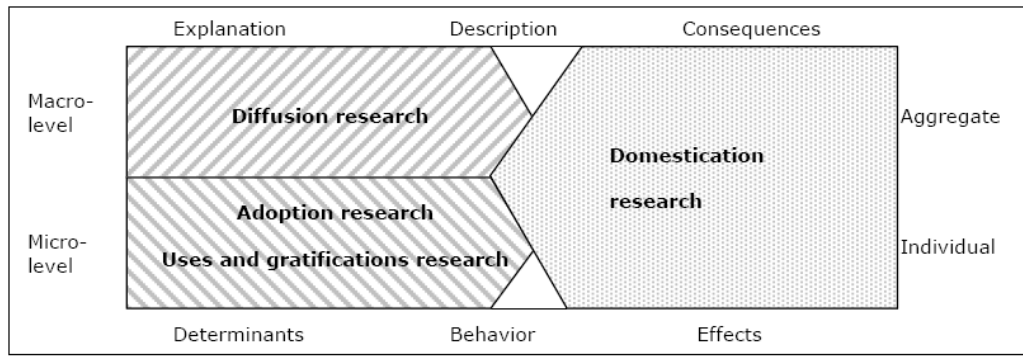 Explanation Description Consequences
Macro-
level
Diffusion research
Aggregate
Domestication
research
Adoption research
Uses and gratifications research
Micro-
level
Individual
Determinants Behavior Effects